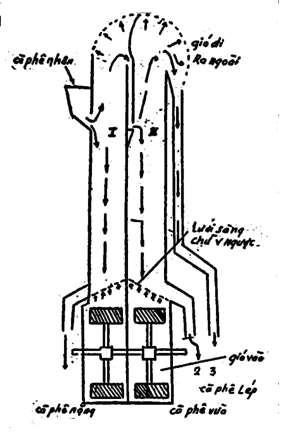 gió đi
Ra ngoài
cà phê nhân
I II
Lưới sàng
chữ V ngược
gió vào
2 3
cà phê Lép
cà phê nặng
cà phê vừa